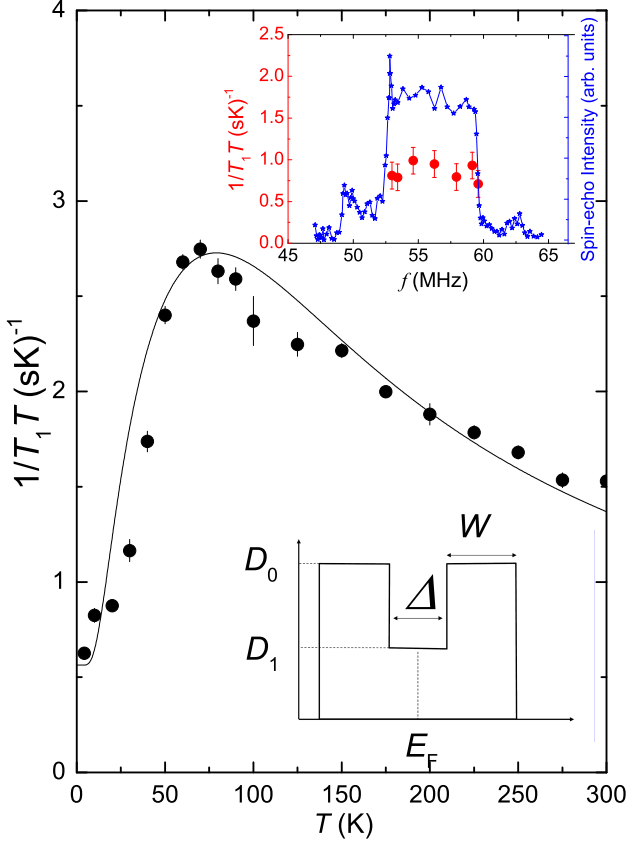 4
3
2
1
0
1/T₁T (sK)⁻¹
0 50 100 150 200 250 300
T (K)
2.5
2.0
1.5
1.0
0.5
0.0
1/T₁T (sK)⁻¹
Spin-echo Intensity (arb. units)
45 50 55 60 65
f (MHz)
W
D₀
Δ
D₁
E_F